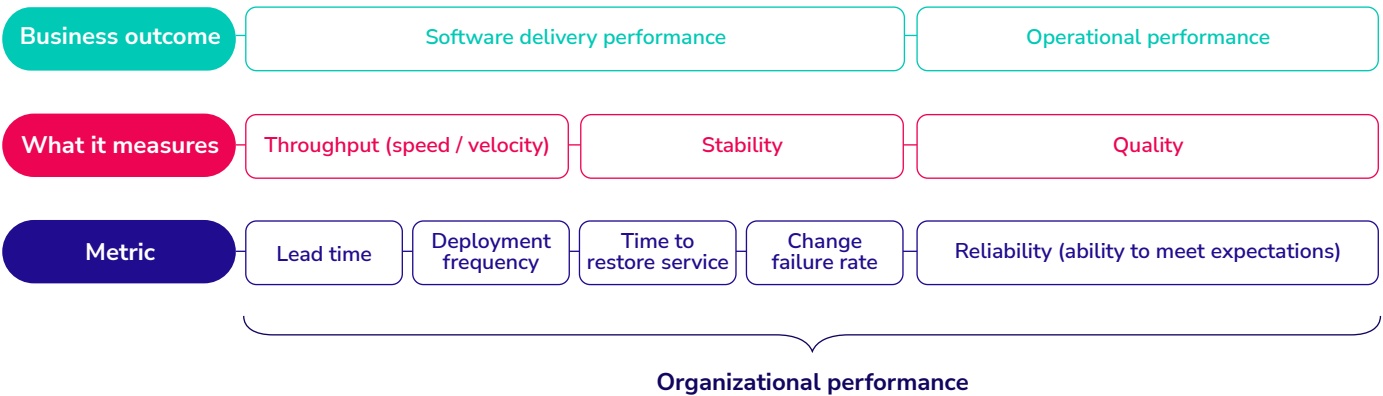 Business outcome
Software delivery performance
Operational performance
What it measures
Throughput (speed / velocity)
Stability
Quality
Metric
Lead time
Deployment
frequency
Time to
restore service
Change
failure rate
Reliability (ability to meet expectations)
Organizational performance